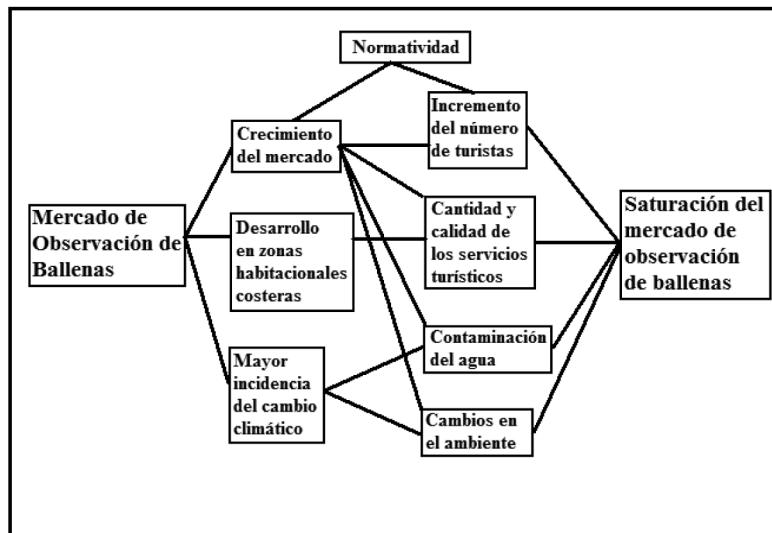 Normatividad
Crecimiento
del mercado
Incremento
del número
de turistas
Mercado de
Observación de
Ballenas
Desarrollo
en zonas
habitacionales
costeras
Cantidad y
calidad de
los servicios
turísticos
Saturación del
mercado de
observación
de ballenas
Mayor
incidencia
del cambio
climático
Contaminación
del agua
Cambios en
el ambiente